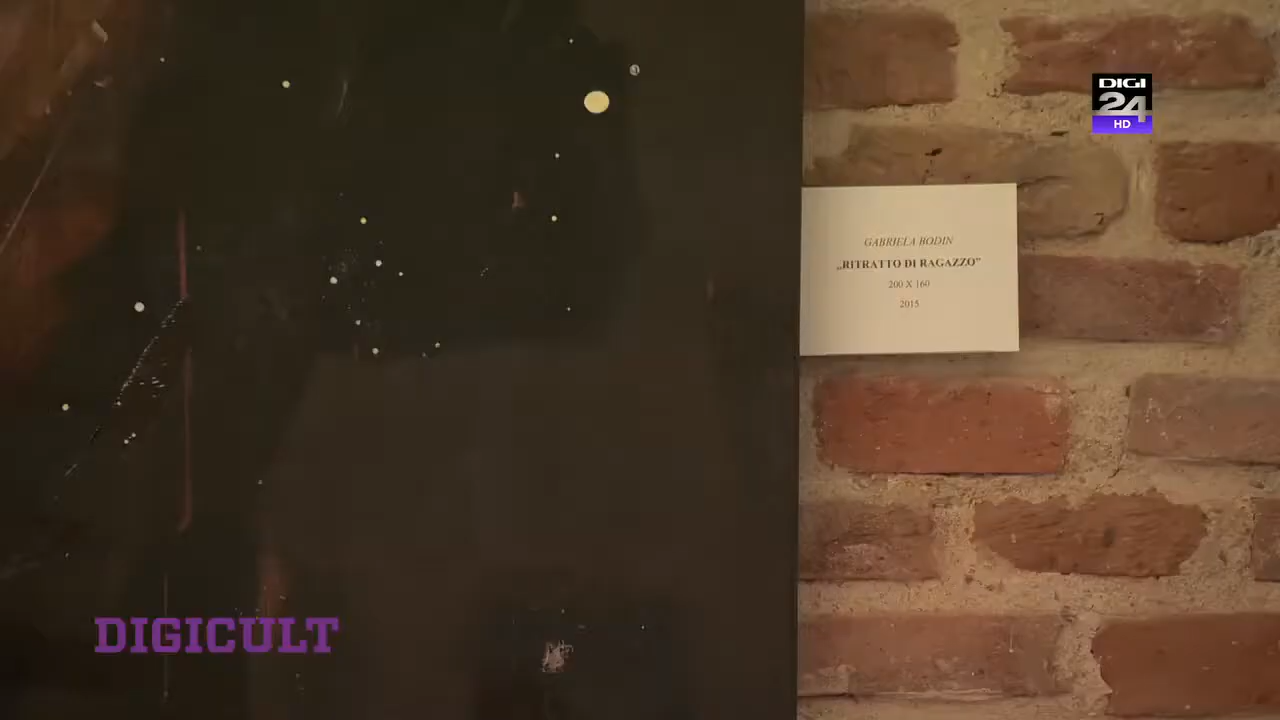 DIGI
24
HD
GABRIELA BODIN
„RITRATTO DI RAGAZZO”
200 X 160
2015
DIGICULT